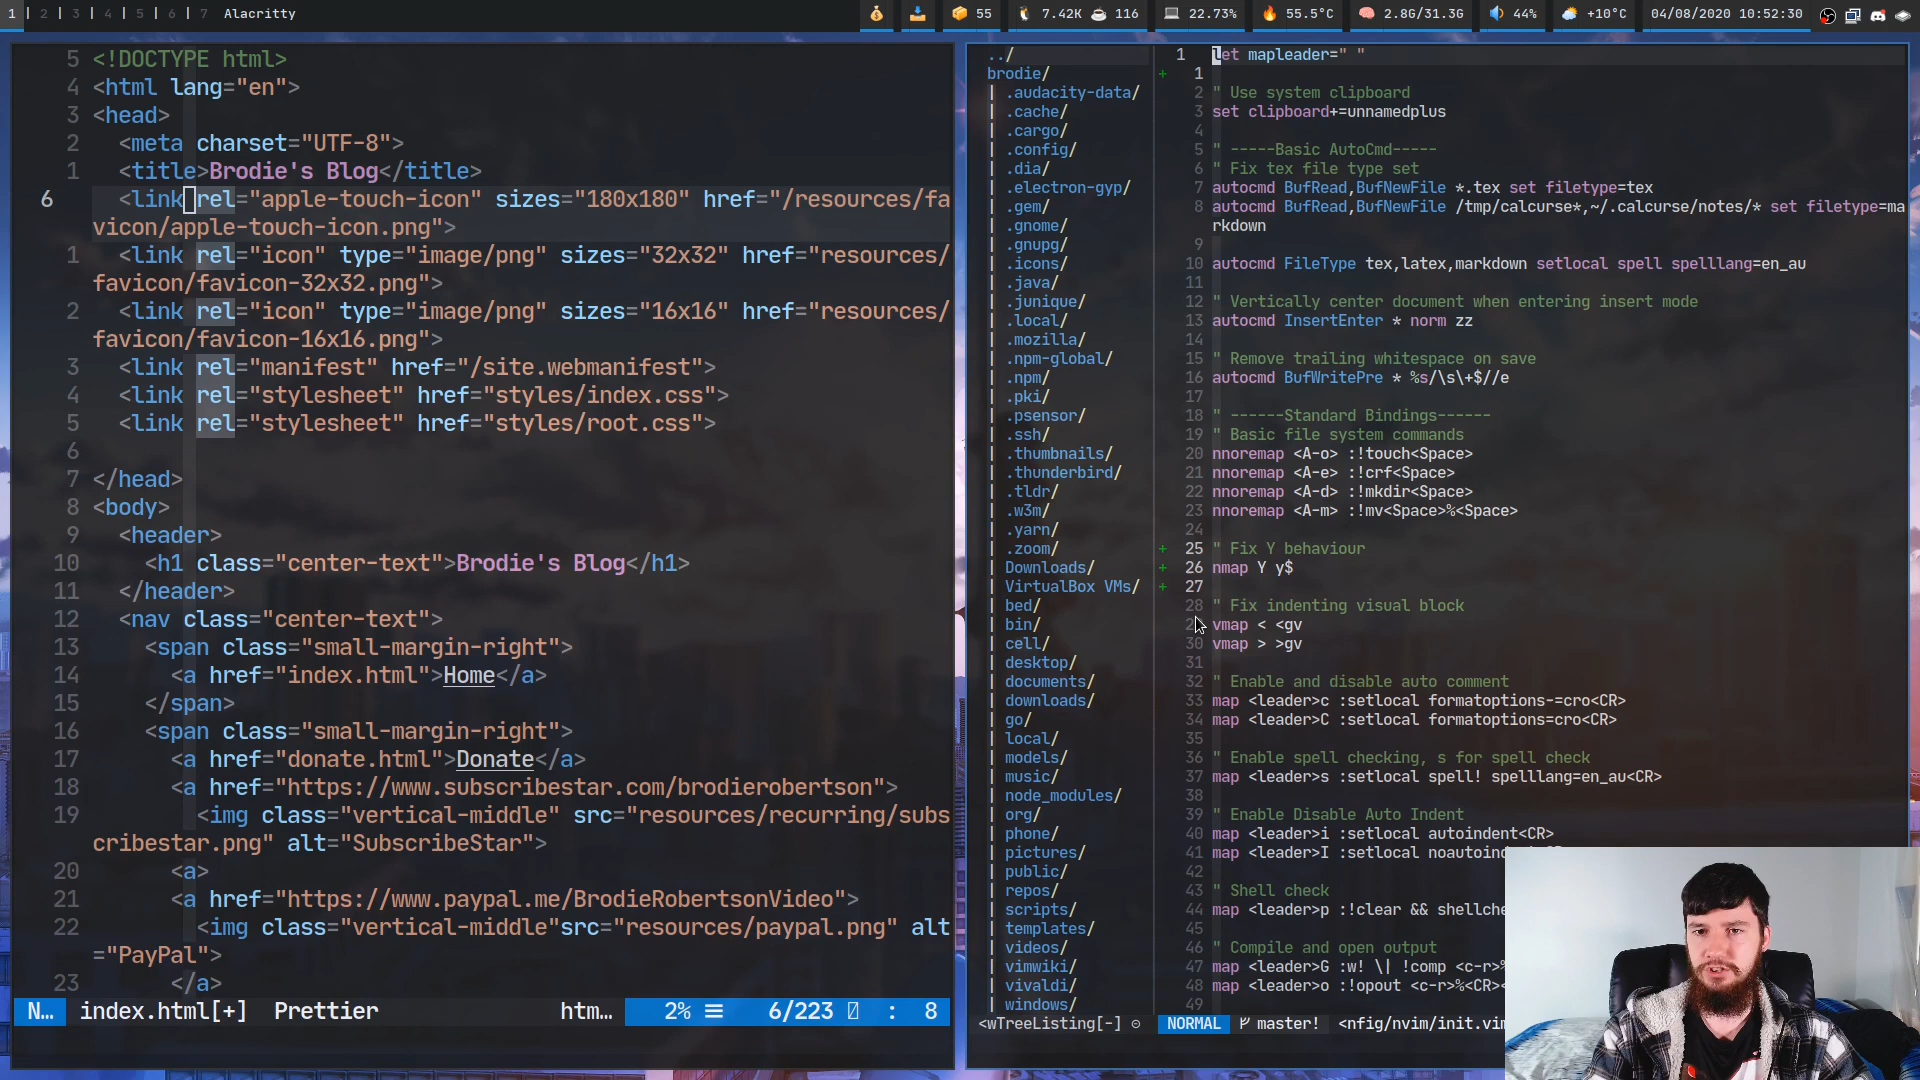 1 | 2 | 3 | 4 | 5 | 6 | 7 Alacritty
55 7.42K 116 22.73% 55.5°C 2.8G/31.3G 44% +10°C 04/08/2020 10:52:30
5 <!DOCTYPE html>
4 <html lang="en">
3 <head>
2 <meta charset="UTF-8">
1 <title>Brodie's Blog</title>
6 <link rel="apple-touch-icon" sizes="180x180" href="/resources/fa
vicon/apple-touch-icon.png">
1 <link rel="icon" type="image/png" sizes="32x32" href="resources/
favicon/favicon-32x32.png">
2 <link rel="icon" type="image/png" sizes="16x16" href="resources/
favicon/favicon-16x16.png">
3 <link rel="manifest" href="/site.webmanifest">
4 <link rel="stylesheet" href="styles/index.css">
5 <link rel="stylesheet" href="styles/root.css">
6
7 </head>
8 <body>
9 <header>
10 <h1 class="center-text">Brodie's Blog</h1>
11 </header>
12 <nav class="center-text">
13 <span class="small-margin-right">
14 <a href="index.html">Home</a>
15 </span>
16 <span class="small-margin-right">
17 <a href="donate.html">Donate</a>
18 <a href="https://www.subscribestar.com/brodierobertson">
19 <img class="vertical-middle" src="resources/recurring/subs
cribestar.png" alt="SubscribeStar">
20 <a>
21 <a href="https://www.paypal.me/BrodieRobertsonVideo">
22 <img class="vertical-middle"src="resources/paypal.png" alt
="PayPal">
23 </a>
N… index.html[+] Prettier htm… 2% 6/223 : 8
../
brodie/
| .audacity-data/
| .cache/
| .cargo/
| .config/
| .dia/
| .electron-gyp/
| .gem/
| .gnome/
| .gnupg/
| .icons/
| .java/
| .junique/
| .local/
| .mozilla/
| .npm-global/
| .npm/
| .pki/
| .psensor/
| .ssh/
| .thumbnails/
| .thunderbird/
| .tldr/
| .w3m/
| .yarn/
| .zoom/
| Downloads/
| VirtualBox VMs/
| bed/
| bin/
| cell/
| desktop/
| documents/
| downloads/
| go/
| local/
| models/
| music/
| node_modules/
| org/
| phone/
| pictures/
| public/
| repos/
| scripts/
| templates/
| videos/
| vimwiki/
| vivaldi/
| windows/
1 let mapleader=" "
+ 1
2 " Use system clipboard
3 set clipboard+=unnamedplus
4
5 " -----Basic AutoCmd-----
6 " Fix tex file type set
7 autocmd BufRead,BufNewFile *.tex set filetype=tex
8 autocmd BufRead,BufNewFile /tmp/calcurse*,~/.calcurse/notes/* set filetype=ma
rkdown
9
10 autocmd FileType tex,latex,markdown setlocal spell spelllang=en_au
11
12 " Vertically center document when entering insert mode
13 autocmd InsertEnter * norm zz
14
15 " Remove trailing whitespace on save
16 autocmd BufWritePre * %s/\s\+$//e
17
18 " ------Standard Bindings------
19 " Basic file system commands
20 nnoremap <A-o> :!touch<Space>
21 nnoremap <A-e> :!crf<Space>
22 nnoremap <A-d> :!mkdir<Space>
23 nnoremap <A-m> :!mv<Space>%<Space>
24
+ 25 " Fix Y behaviour
+ 26 nmap Y y$
+ 27
28 " Fix indenting visual block
vmap < <gv
30 vmap > >gv
31
32 " Enable and disable auto comment
33 map <leader>c :setlocal formatoptions-=cro<CR>
34 map <leader>C :setlocal formatoptions=cro<CR>
35
36 " Enable spell checking, s for spell check
37 map <leader>s :setlocal spell! spelllang=en_au<CR>
38
39 " Enable Disable Auto Indent
40 map <leader>i :setlocal autoindent<CR>
41 map <leader>I :setlocal noautoind
42
43 " Shell check
44 map <leader>p :!clear && shellche
45
46 " Compile and open output
47 map <leader>G :w! \| !comp <c-r>%
48 map <leader>o :!opout <c-r>%<CR><
49
<wTreeListing[-] NORMAL master! <nfig/nvim/init.vim